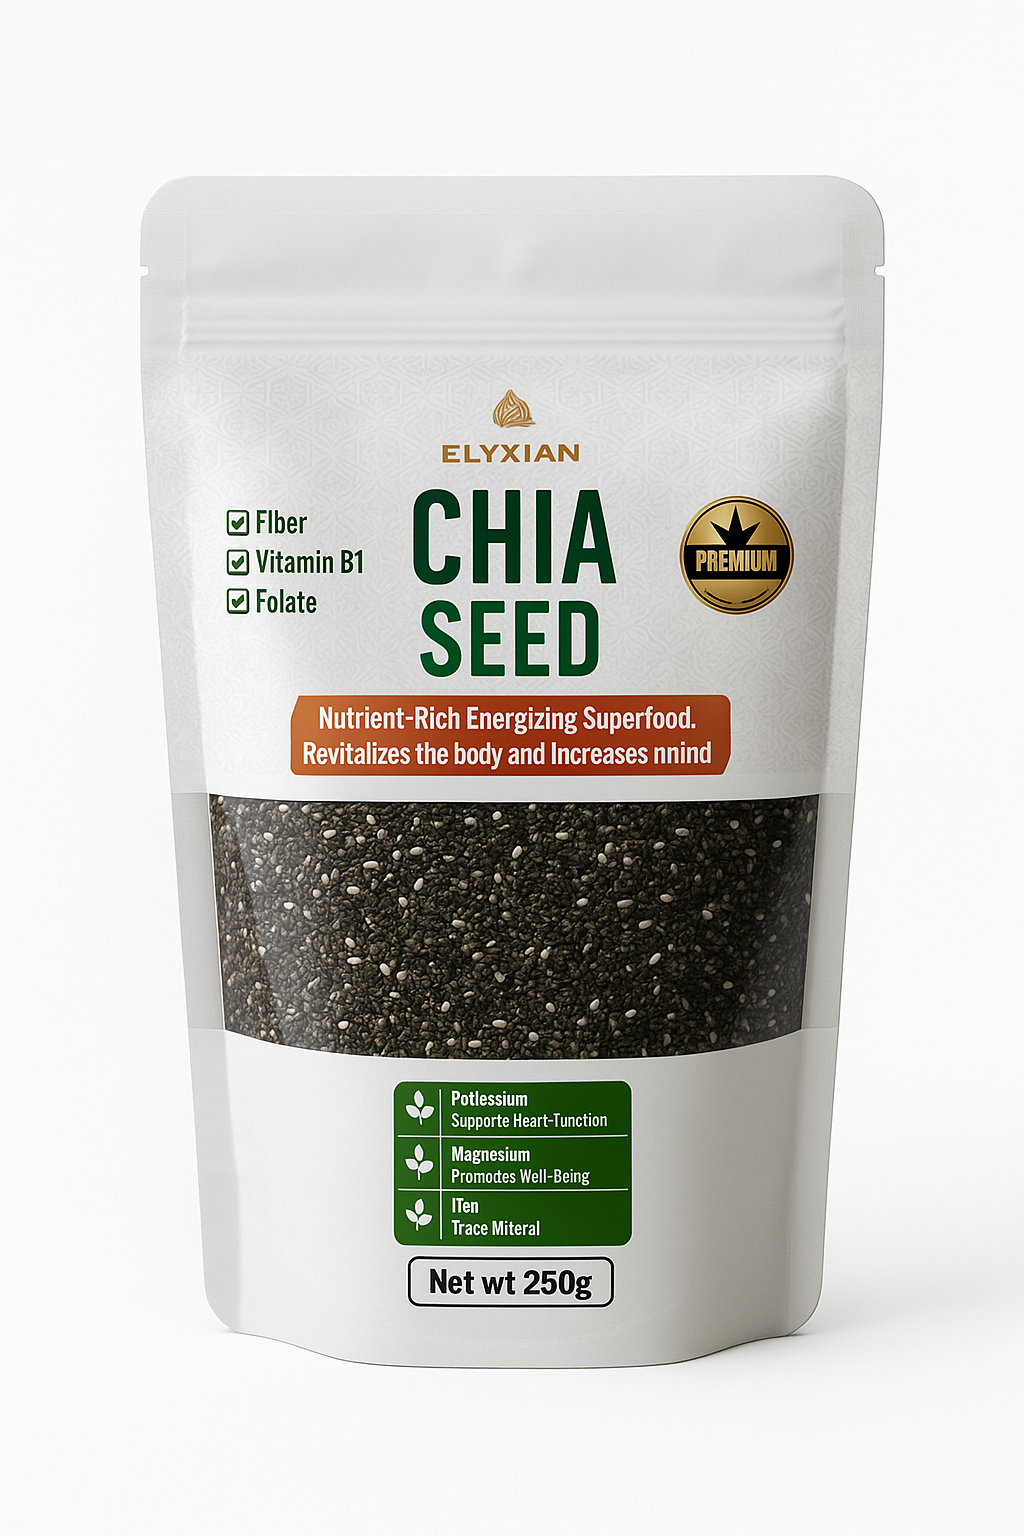 ELYXIAN
CHIA
SEED
FIber
Vitamin B1
Folate
PREMIUM
Nutrient-Rich Energizing Superfood.
Revitalizes the body and Increases nnind
Potlessium
Supporte Heart-Tunction
Magnesium
Promoctes Well-Being
ITen
Trace Miteral
Net wt 250g